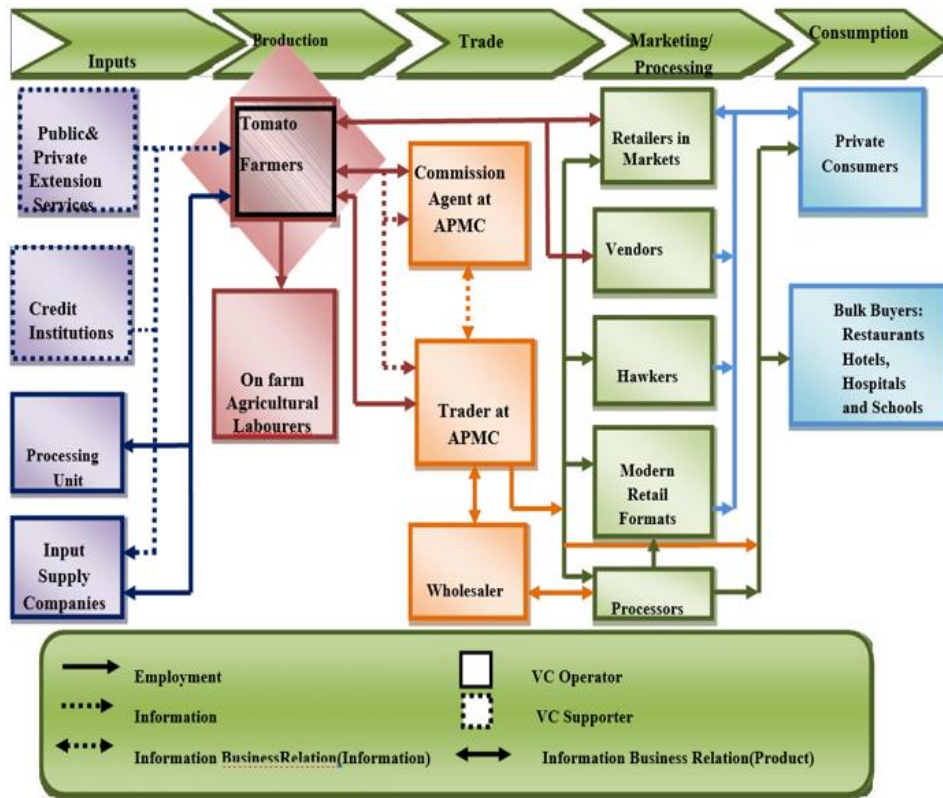 Inputs
Production
Trade
Marketing/
Processing
Consumption
Public&
Private
Extension
Services
Credit
Institutions
Processing
Unit
Input
Supply
Companies
Tomato
Farmers
On farm
Agricultural
Labourers
Commission
Agent at
APMC
Trader at
APMC
Wholesaler
Retailers in
Markets
Vendors
Hawkers
Modern
Retail
Formats
Processors
Private
Consumers
Bulk Buyers:
Restaurants
Hotels,
Hospitals
and Schools
Employment
VC Operator
Information
VC Supporter
Information BusinessRelation(Information)
Information Business Relation(Product)